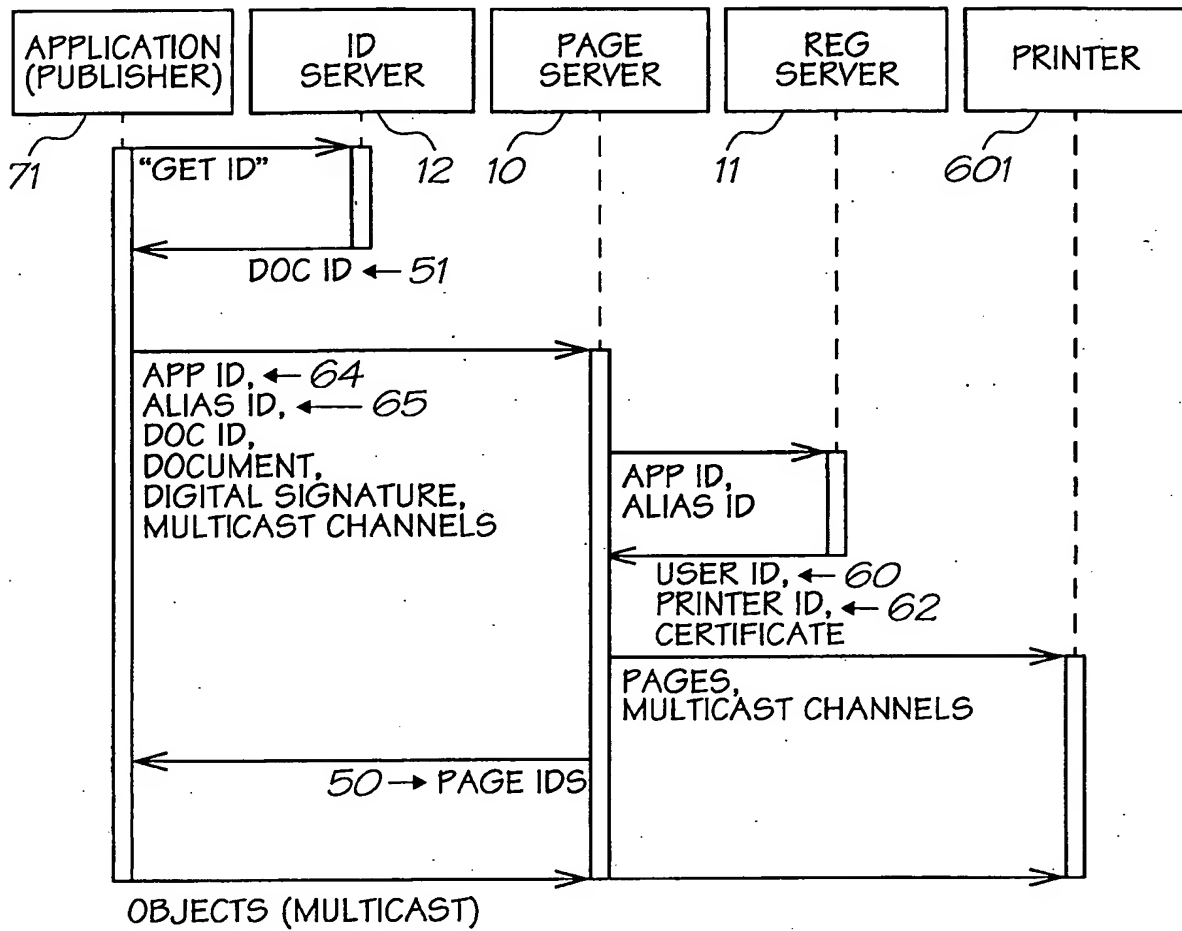 APPLICATION
(PUBLISHER)
ID
SERVER
PAGE
SERVER
REG
SERVER
PRINTER
71
12
10
11
601
"GET ID"
DOC ID ← 51
APP ID, ← 64
ALIAS ID, ← 65
DOC ID,
DOCUMENT,
DIGITAL SIGNATURE,
MULTICAST CHANNELS
APP ID,
ALIAS ID
USER ID, ← 60
PRINTER ID, ← 62
CERTIFICATE
PAGES,
MULTICAST CHANNELS
50 → PAGE IDS
OBJECTS (MULTICAST)